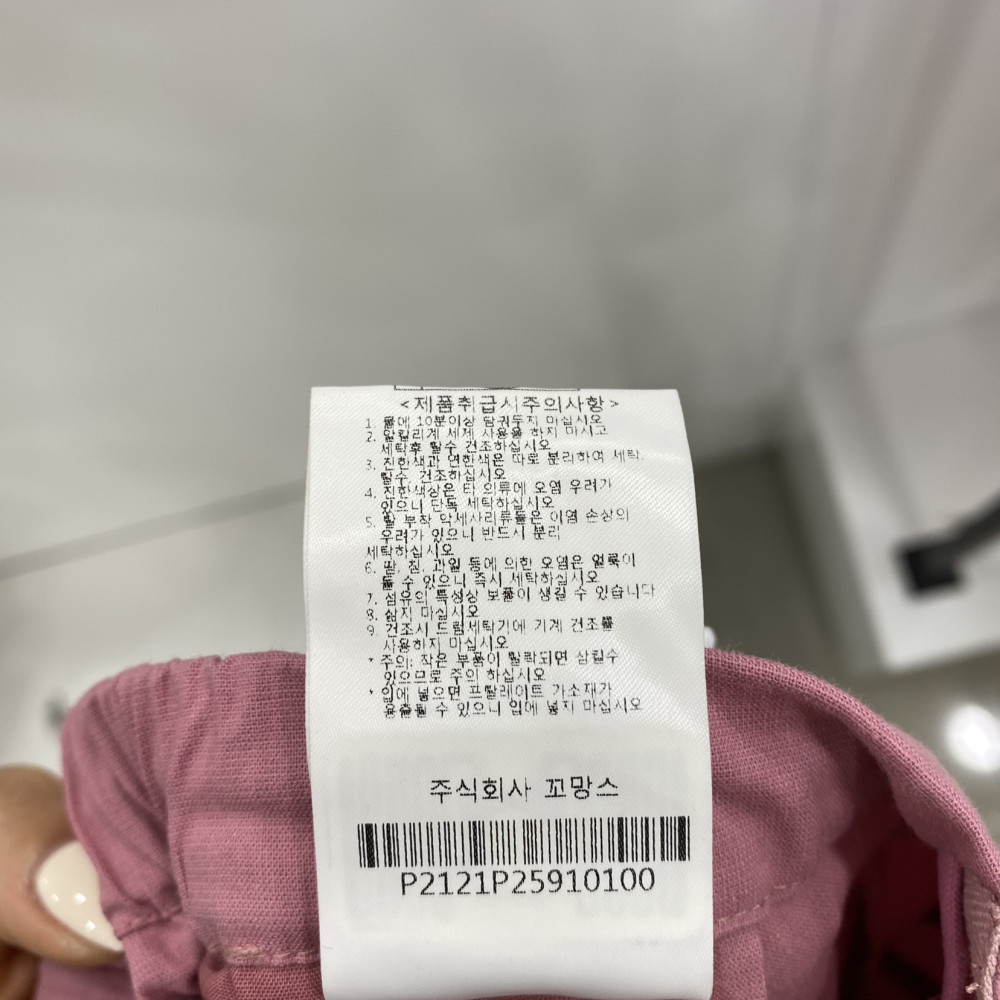 <제품취급시주의사항>
1. 물에 10분이상 담궈두지 마십시오
2. 알칼리계 세제 사용을 하지 마시고
세탁후 탈수 건조하십시오
3. 진한색과 연한색은 따로 분리하여 세탁
탈수 건조하십시오
4. 진한색상은 타 의류에 오염 우려가
있으니 단독 세탁하십시오
5. 탈 부착 악세사리류들은 이염 손상의
우려가 있으니 반드시 분리
세탁하십시오
6. 땀, 침, 과일 등에 의한 오염은 얼룩이
될 수 있으니 즉시 세탁하십시오
7. 섬유의 특성상 보풀이 생길 수 있습니다
8. 삶지 마십시오
9. 건조시 드럼세탁기에 기계 건조를
사용하지 마십시오
* 주의: 작은 부품이 탈락되면 삼킬수
있으므로 주의 하십시오
* 입에 넣으면 프탈레이트 가소재가
용출될 수 있으니 입에 넣지 마십시오
주식회사 꼬망스
P2121P25910100